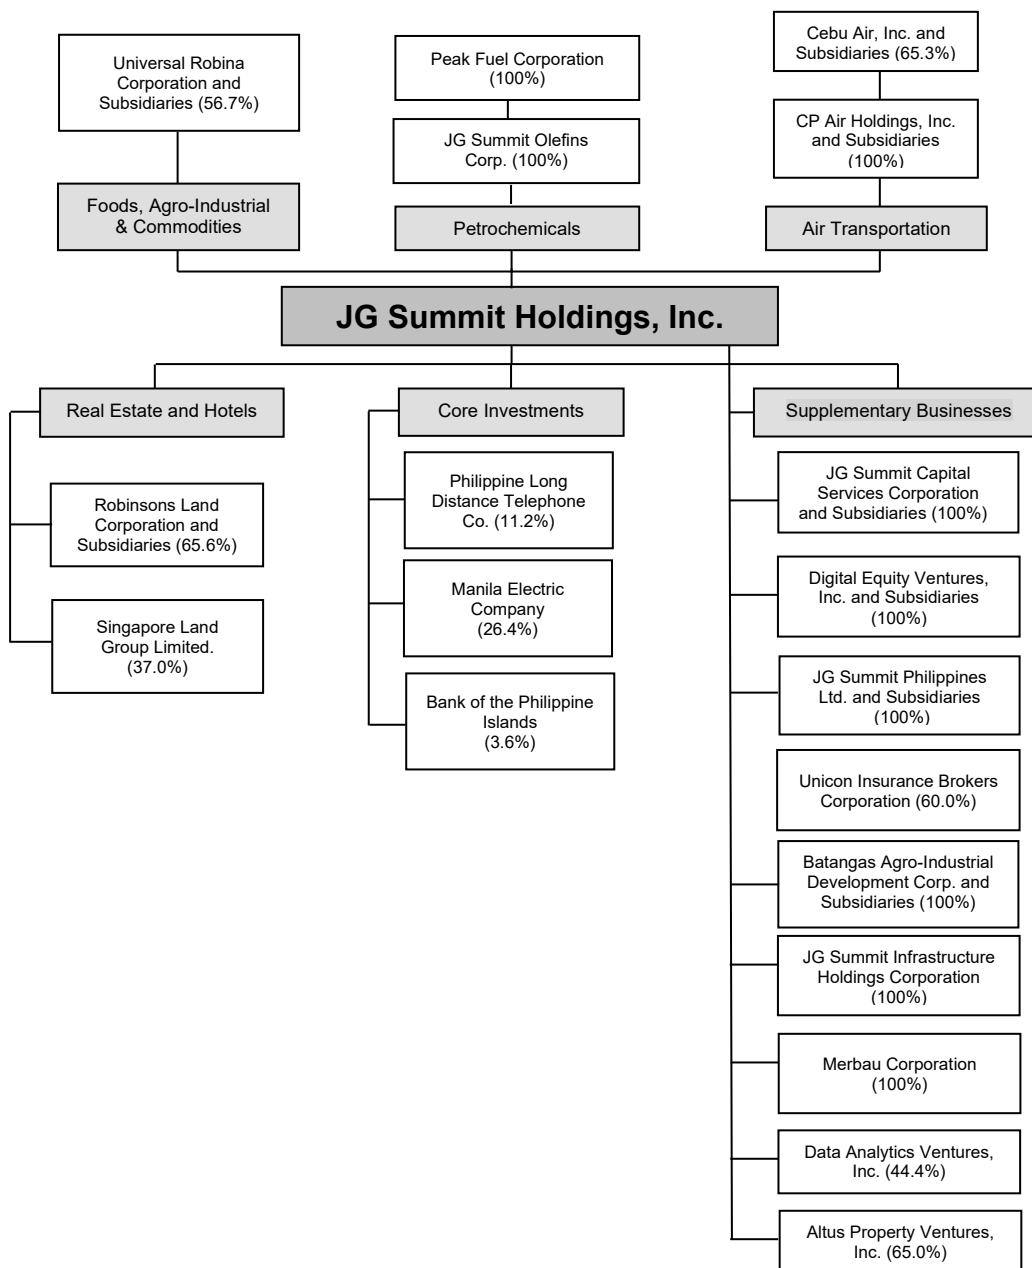 Universal Robina
Corporation and
Subsidiaries (56.7%)
Foods, Agro-Industrial
& Commodities
Peak Fuel Corporation
(100%)
JG Summit Olefins
Corp. (100%)
Petrochemicals
Cebu Air, Inc. and
Subsidiaries (65.3%)
CP Air Holdings, Inc.
and Subsidiaries
(100%)
Air Transportation
JG Summit Holdings, Inc.
Real Estate and Hotels
Robinsons Land
Corporation and
Subsidiaries (65.6%)
Singapore Land
Group Limited.
(37.0%)
Core Investments
Philippine Long
Distance Telephone
Co. (11.2%)
Manila Electric
Company
(26.4%)
Bank of the Philippine
Islands
(3.6%)
Supplementary Businesses
JG Summit Capital
Services Corporation
and Subsidiaries (100%)
Digital Equity Ventures,
Inc. and Subsidiaries
(100%)
JG Summit Philippines
Ltd. and Subsidiaries
(100%)
Unicon Insurance Brokers
Corporation (60.0%)
Batangas Agro-Industrial
Development Corp. and
Subsidiaries (100%)
JG Summit Infrastructure
Holdings Corporation
(100%)
Merbau Corporation
(100%)
Data Analytics Ventures,
Inc. (44.4%)
Altus Property Ventures,
Inc. (65.0%)